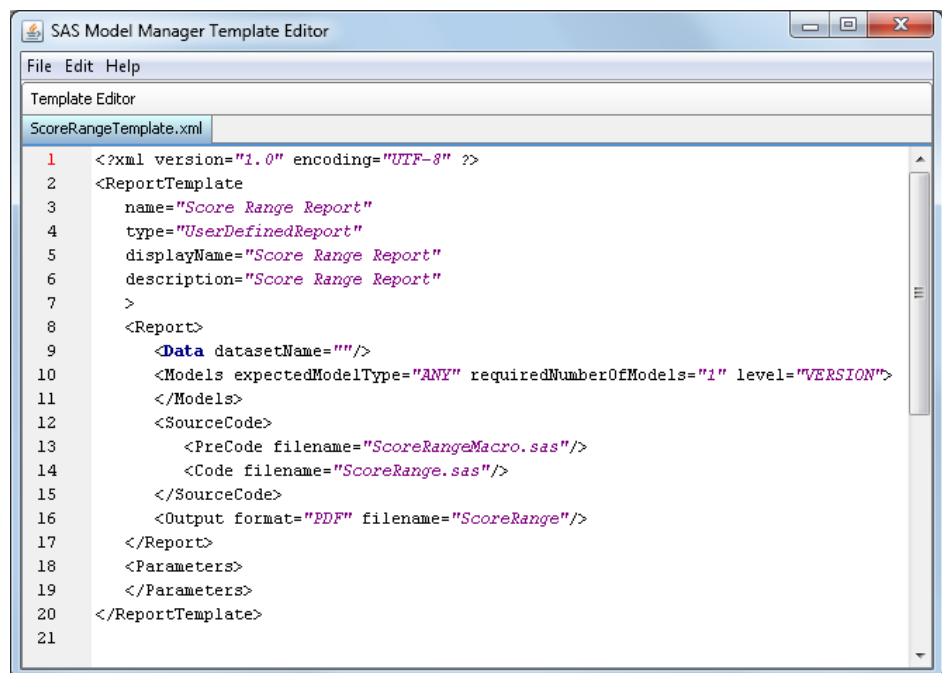 SAS Model Manager Template Editor
File Edit Help
Template Editor
ScoreRangeTemplate.xml
1 <?xml version="1.0" encoding="UTF-8" ?>
2 <ReportTemplate
3 name="Score Range Report"
4 type="UserDefinedReport"
5 displayName="Score Range Report"
6 description="Score Range Report"
7 >
8 <Report>
9 <Data datasetName=""/>
10 <Models expectedModelType="ANY" requiredNumberOfModels="1" level="VERSION">
11 </Models>
12 <SourceCode>
13 <PreCode filename="ScoreRangeMacro.sas"/>
14 <Code filename="ScoreRange.sas"/>
15 </SourceCode>
16 <Output format="PDF" filename="ScoreRange"/>
17 </Report>
18 <Parameters>
19 </Parameters>
20 </ReportTemplate>
21